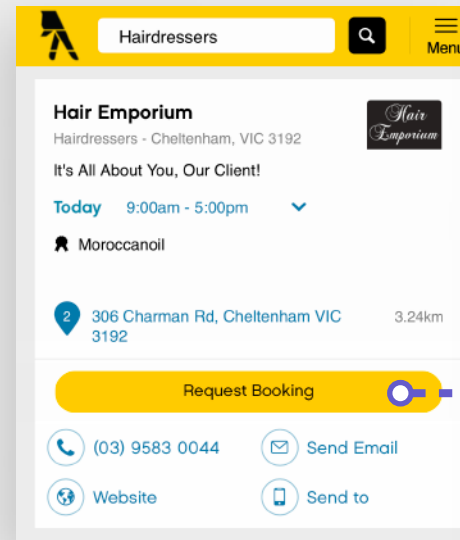 Hairdressers
Menu
Hair Emporium
Hair
Emporium
Hairdressers - Cheltenham, VIC 3192
It's All About You, Our Client!
Today 9:00am - 5:00pm
Moroccanoil
2 306 Charman Rd, Cheltenham VIC 3.24km
3192
Request Booking
(03) 9583 0044 Send Email
Website Send to